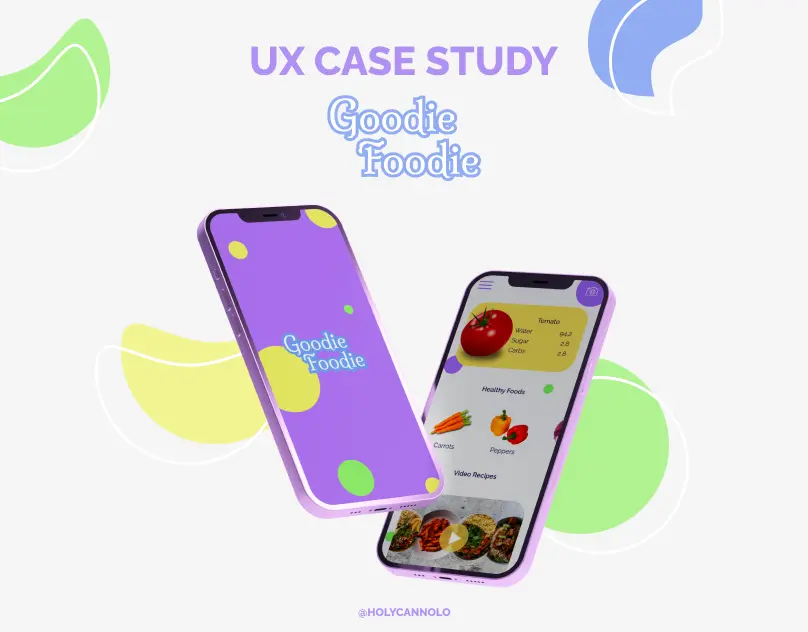 UX CASE STUDY
Goodie
Foodie
Goodie
Foodie
Tomato
Water 94.2
Sugar 2.8
Carbs 2.8
Healthy Foods
Carrots
Peppers
Video Recipes
@HOLYCANNOLO